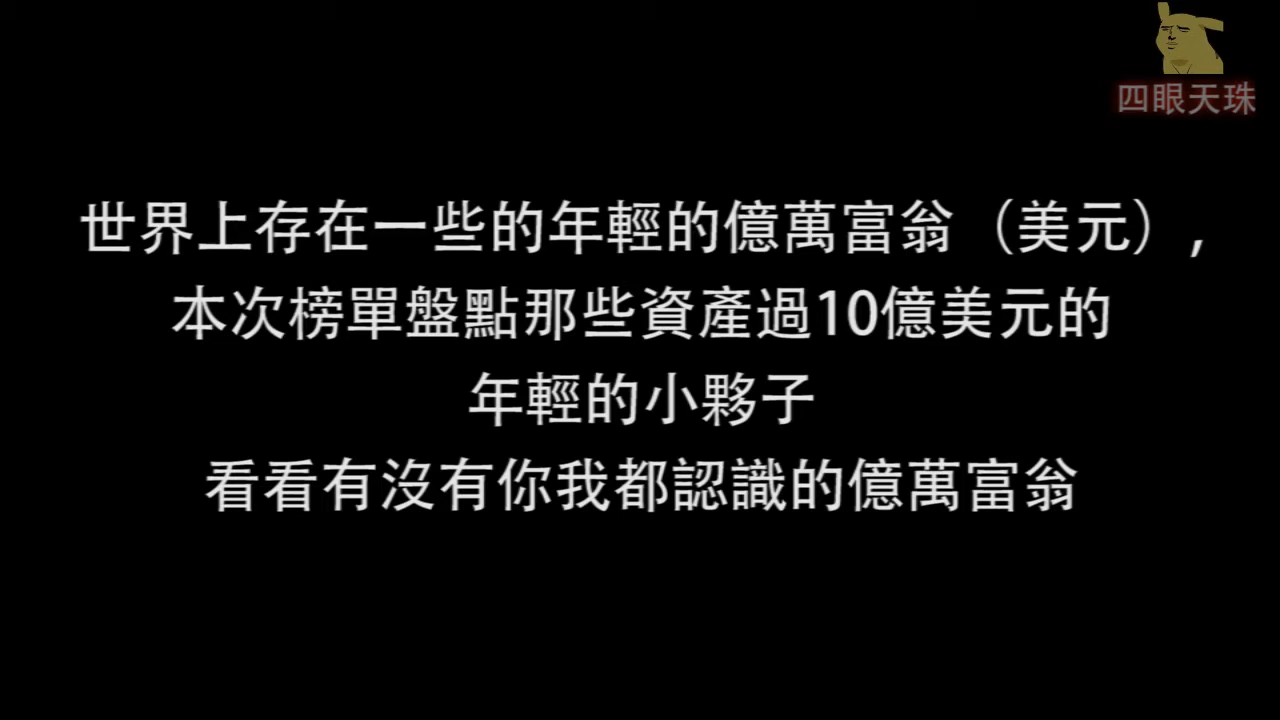 四眼天珠
世界上存在一些的年輕的億萬富翁（美元）,
本次榜單盤點那些資產過10億美元的
年輕的小夥子
看看有沒有你我都認識的億萬富翁